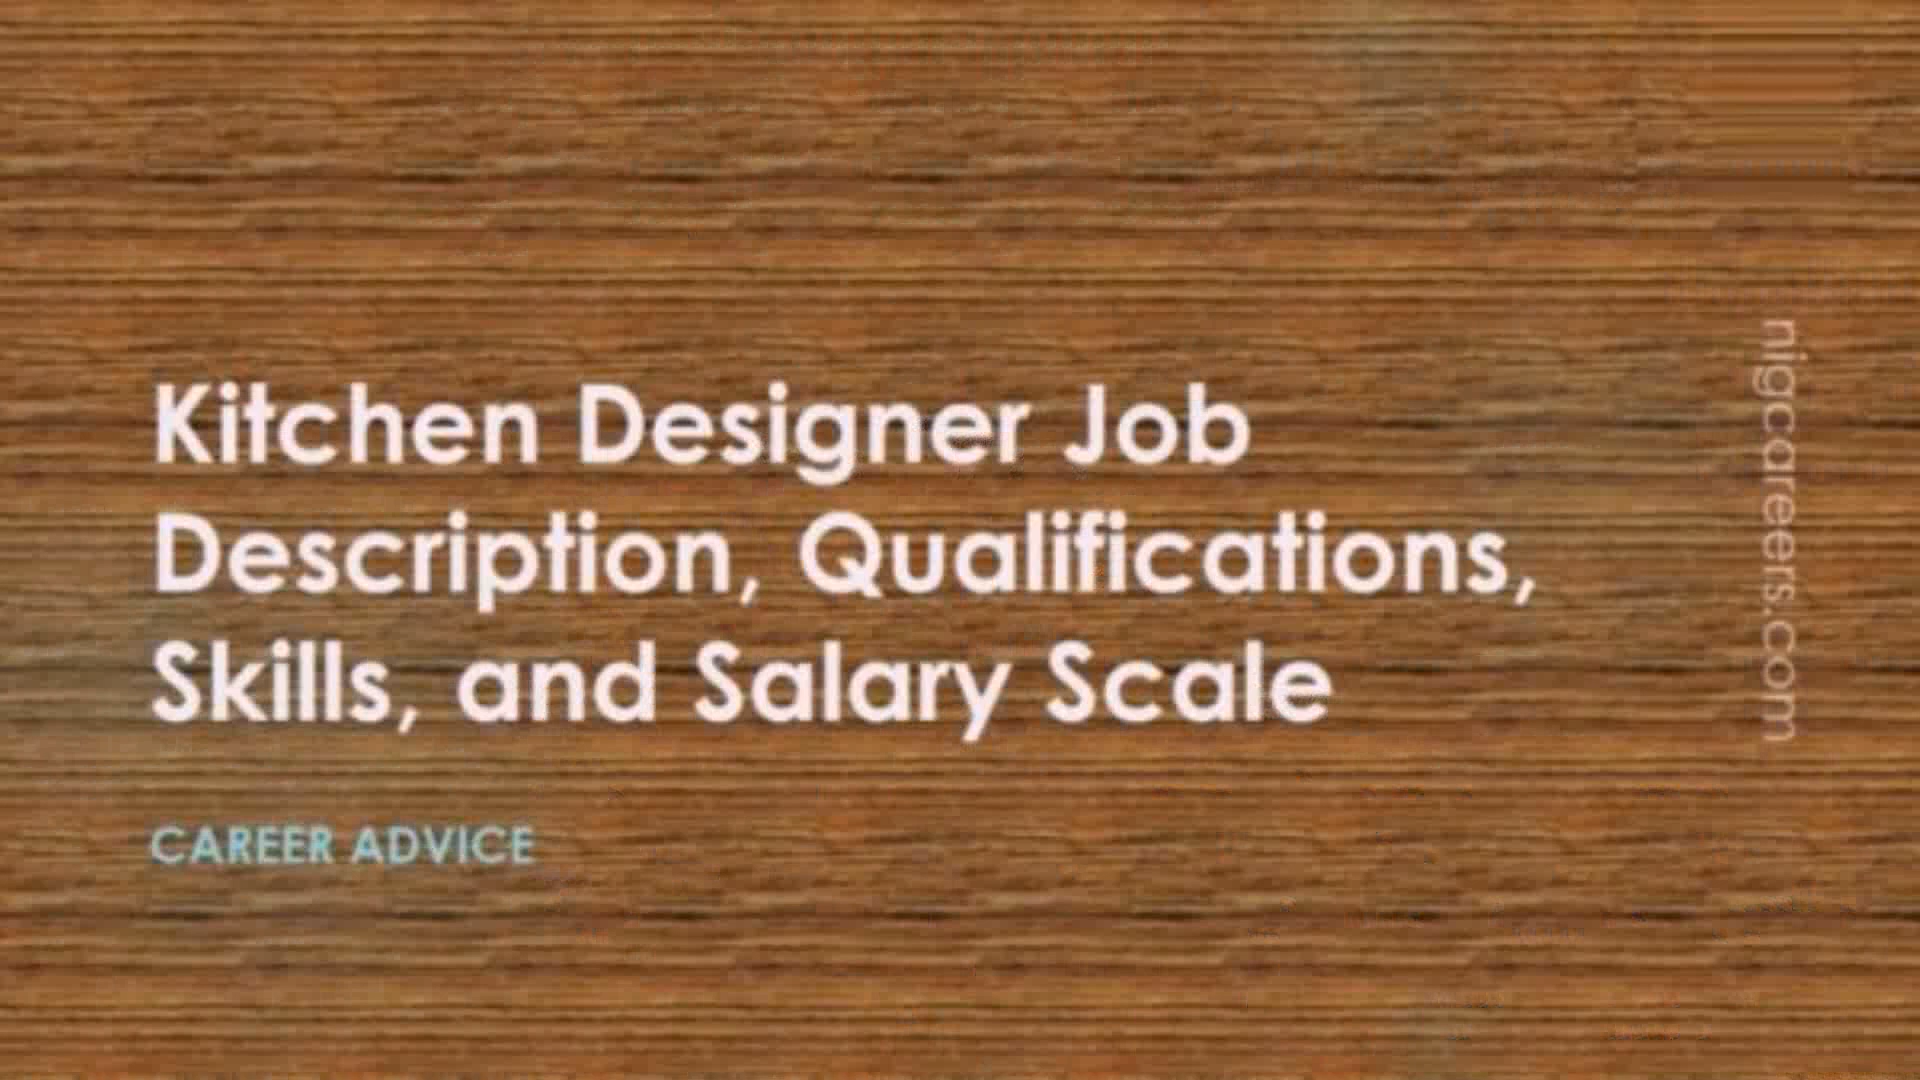 Kitchen Designer Job
Description, Qualifications,
Skills, and Salary Scale
CAREER ADVICE
nigcareers.com